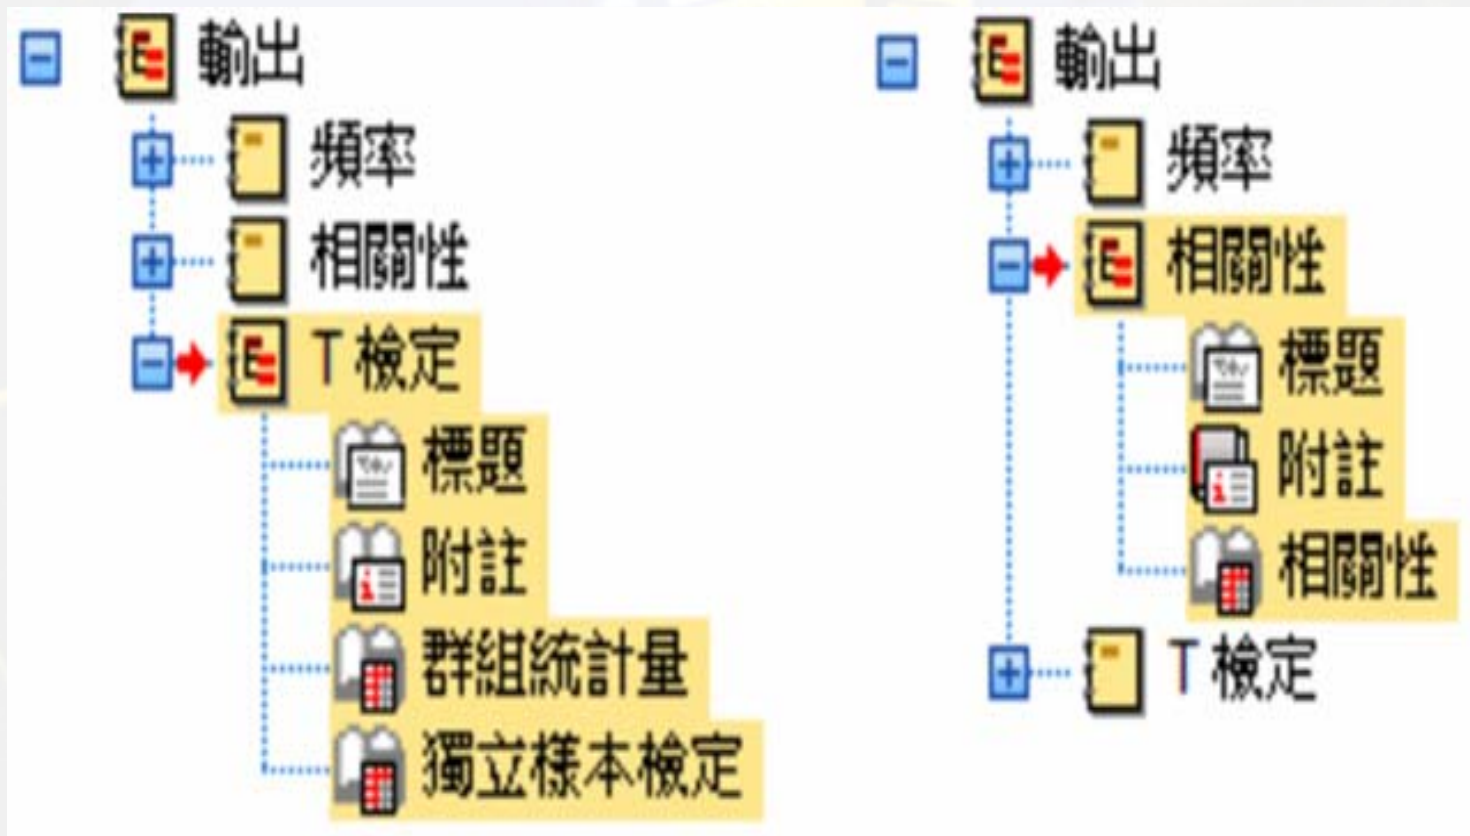 輸出
頻率
相關性
T 檢定
標題
附註
群組統計量
獨立樣本檢定
輸出
頻率
相關性
標題
附註
相關性
T 檢定